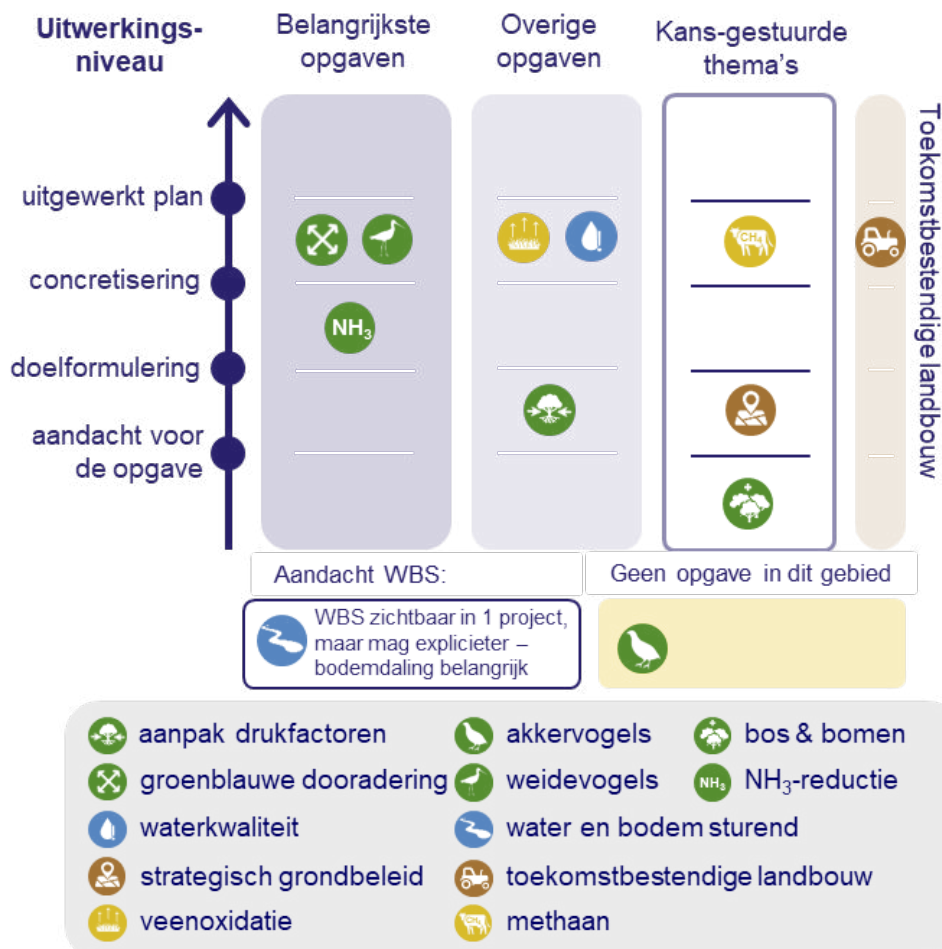 Uitwerkings-
niveau
Belangrijkste
opgaven
Overige
opgaven
Kans-gestuurde
thema's
Toekomstbestendige landbouw
uitgewerkt plan
concretisering
doelformulering
aandacht voor
de opgave
CH₄
NH₃
Aandacht WBS:
Geen opgave in dit gebied
WBS zichtbaar in 1 project,
maar mag explicieter –
bodemdaling belangrijk
aanpak drukfactoren
akkervogels
bos & bomen
groenblauwe dooradering
weidevogels
NH₃
NH₃-reductie
waterkwaliteit
water en bodem sturend
strategisch grondbeleid
toekomstbestendige landbouw
veenoxidatie
CH₄
methaan